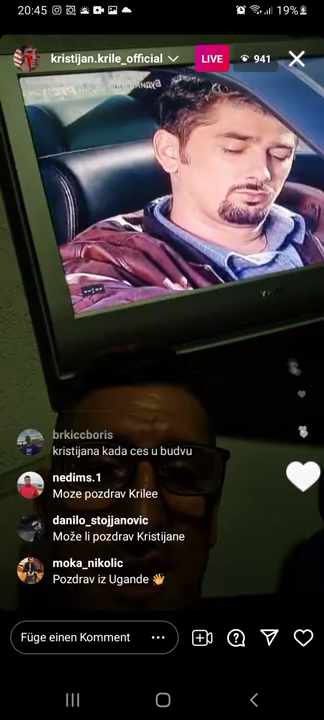 20:45
19%
kristijan.krile_official
LIVE
941
brkiccboris
kristijana kada ces u budvu
nedims.1
Moze pozdrav Krilee
danilo_stojjanovic
Može li pozdrav Kristijane
moka_nikolic
Pozdrav iz Ugande 👋
Füge einen Komment